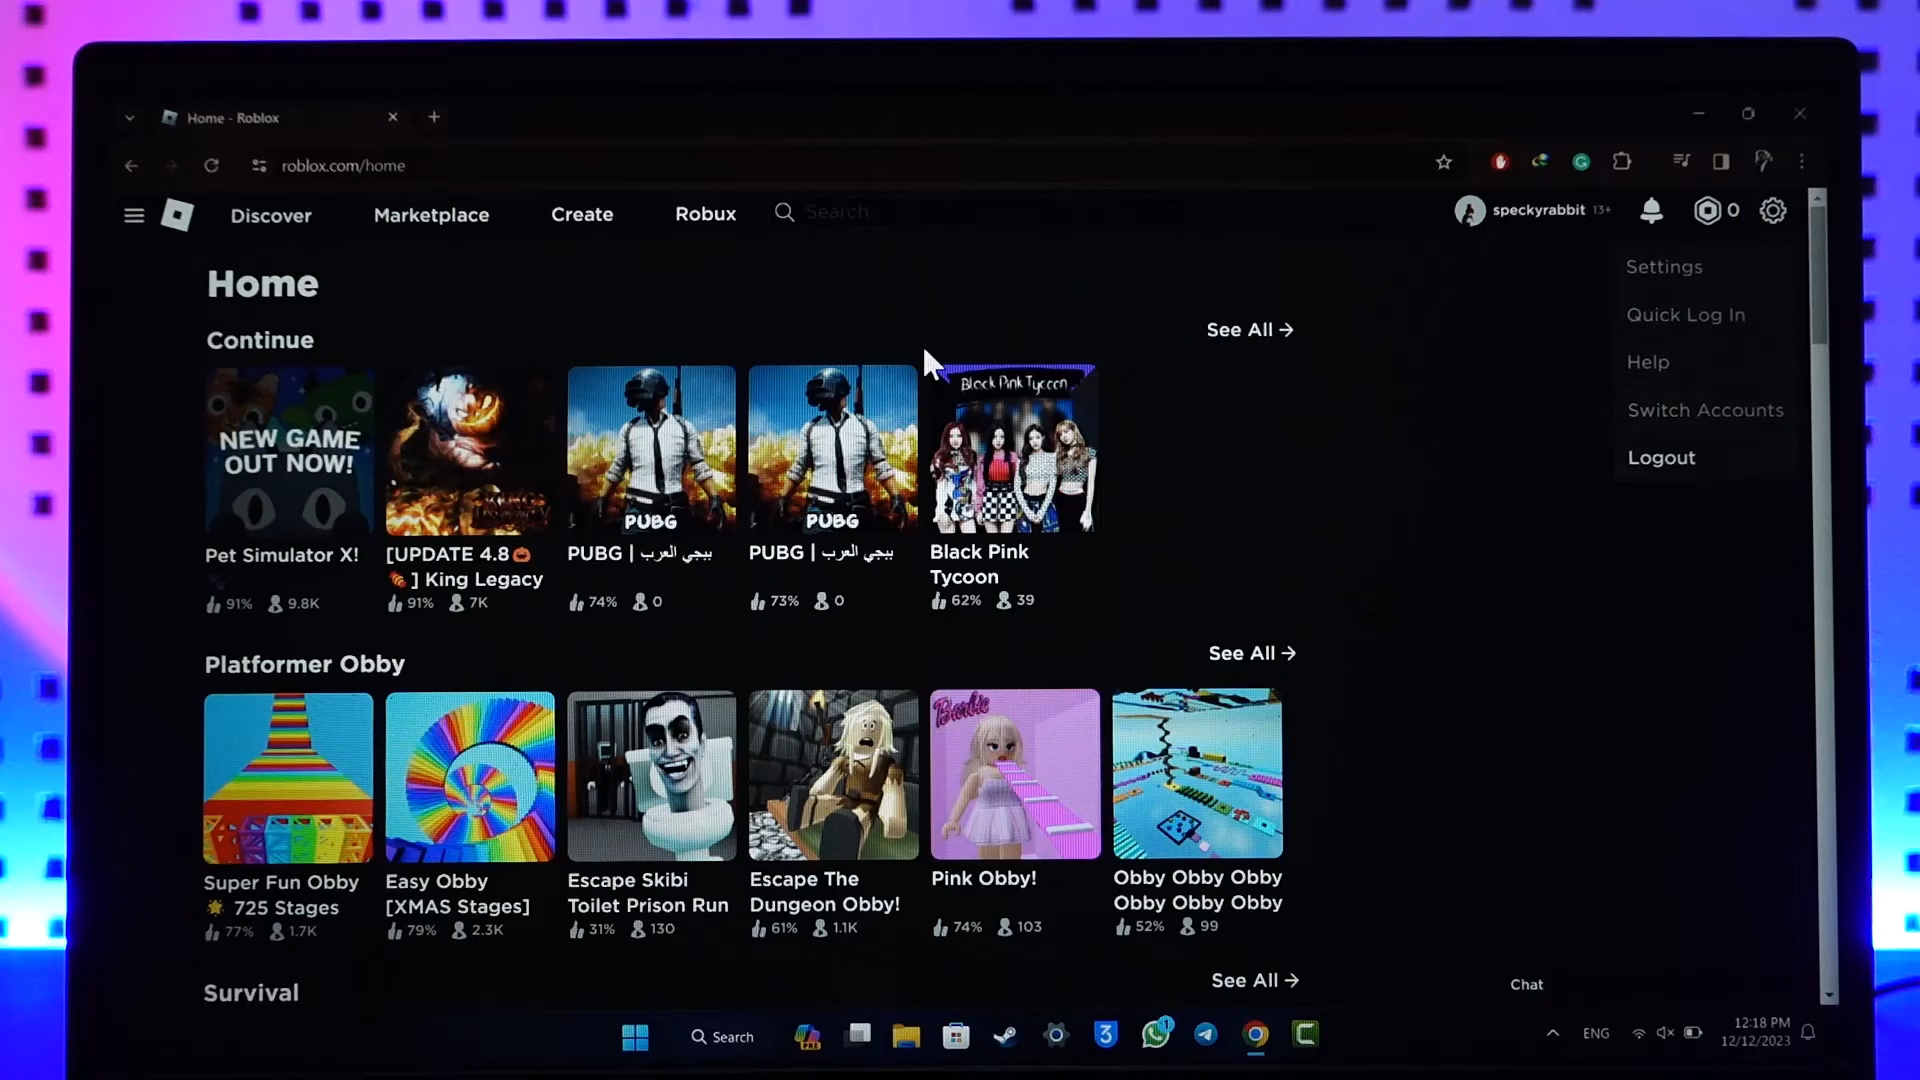 Home - Roblox
roblox.com/home
Discover
Marketplace
Create
Robux
Search
speckyrabbit 13+
0
Settings
Quick Log In
Help
Switch Accounts
Logout
Home
Continue
See All →
NEW GAME
OUT NOW!
PUBG
PUBG
Black Pink Tycoon
Pet Simulator X!
91% 9.8K
[UPDATE 4.8🎃
🍖] King Legacy
91% 7K
PUBG | ببجي العرب
74% 0
PUBG | ببجي العرب
73% 0
Black Pink
Tycoon
62% 39
Platformer Obby
See All →
Barbie
Super Fun Obby
🌟 725 Stages
77% 1.7K
Easy Obby
[XMAS Stages]
79% 2.3K
Escape Skibi
Toilet Prison Run
31% 130
Escape The
Dungeon Obby!
61% 1.1K
Pink Obby!
74% 103
Obby Obby Obby
Obby Obby Obby
52% 99
Survival
See All →
Chat
Search
PRE
3
1
ENG
12:18 PM
12/12/2023